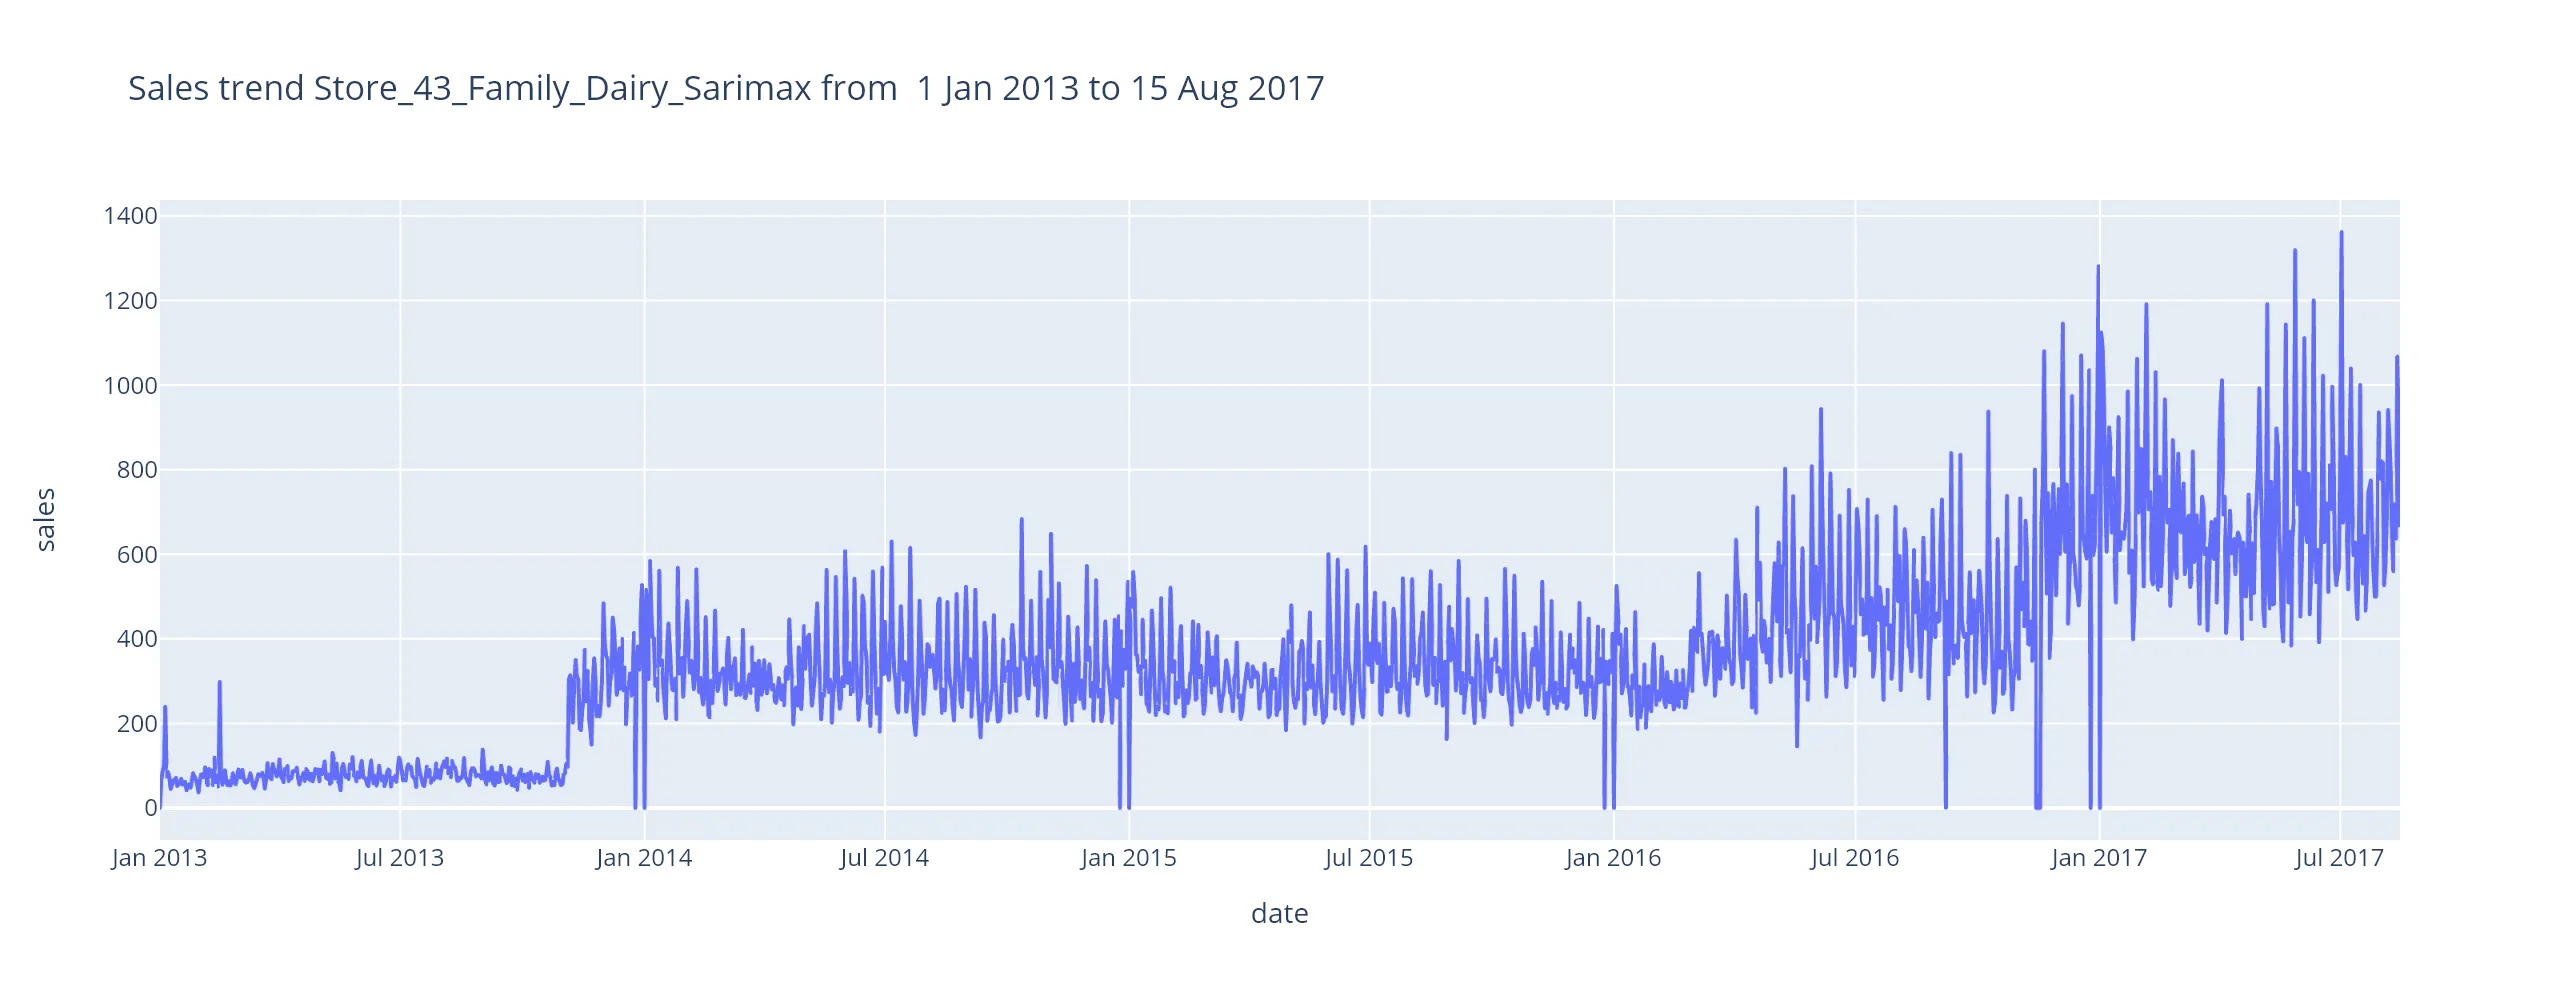 Sales trend Store_43_Family_Dairy_Sarimax from  1 Jan 2013 to 15 Aug 2017
1400
1200
1000
800
600
400
200
0
sales
Jan 2013
Jul 2013
Jan 2014
Jul 2014
Jan 2015
Jul 2015
Jan 2016
Jul 2016
Jan 2017
Jul 2017
date